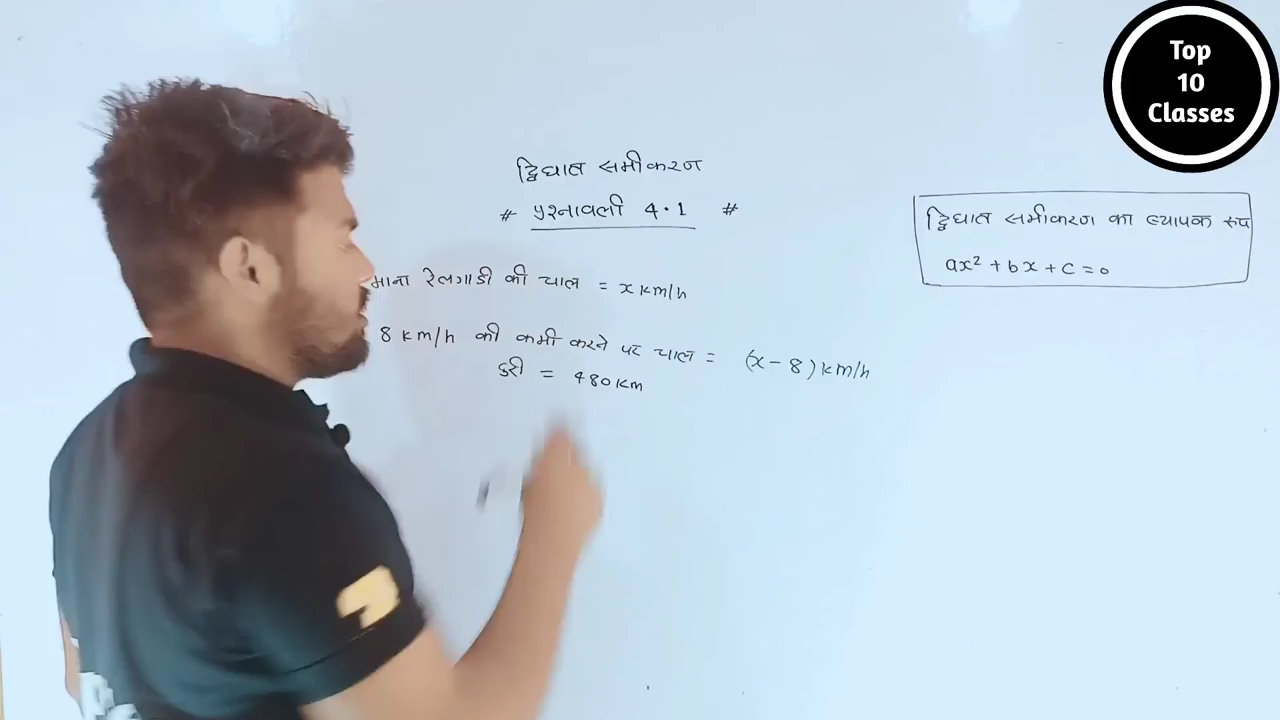 Top
10
Classes
द्विघात समीकरण
# प्रश्नावली 4.1 #
द्विघात समीकरण का व्यापक रूप
ax² + bx + c = 0
माना रेलगाडी की चाल = x km/h
8 km/h की कमी करने पर चाल = (x - 8) km/h
दूरी = 480 km